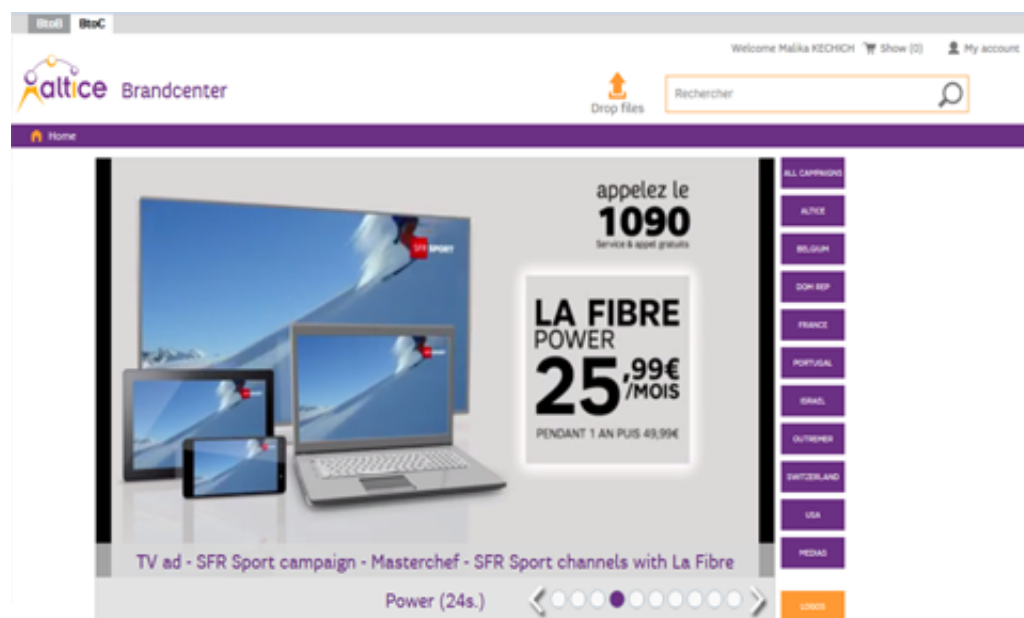 BtoB BtoC
Welcome Malika KECHICH Show (0) My account
altice Brandcenter
Drop files
Rechercher
Home
appelez le
1090
Service & appel gratuits
SFR SPORT
LA FIBRE
POWER
25,99€
/MOIS
PENDANT 1 AN PUIS 49,99€
TV ad - SFR Sport campaign - Masterchef - SFR Sport channels with La Fibre
Power (24s.)
ALL CAMPAIGNS
ALTICE
BELGIUM
DOM REP
FRANCE
PORTUGAL
ISRAEL
OUTREMER
SWITZERLAND
USA
MEDIAS
LOGOS